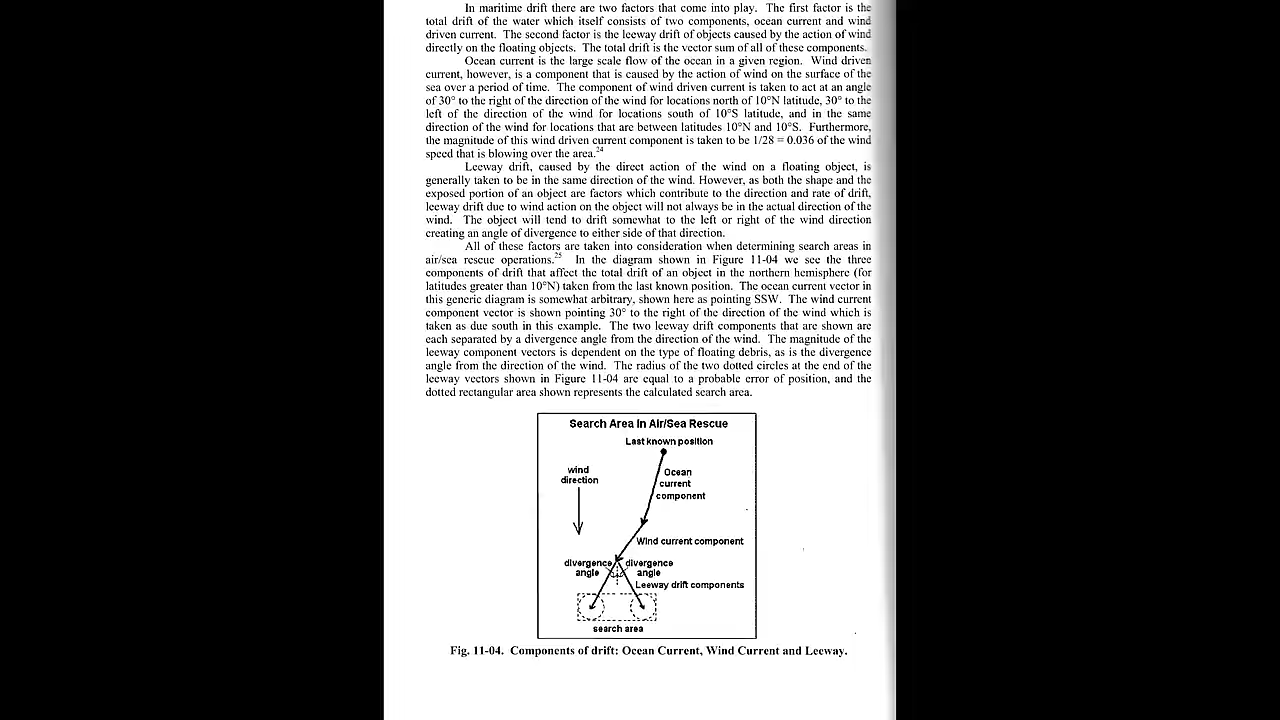 In maritime drift there are two factors that come into play. The first factor is the
total drift of the water which itself consists of two components, ocean current and wind
driven current. The second factor is the leeway drift of objects caused by the action of wind
directly on the floating objects. The total drift is the vector sum of all of these components.
Ocean current is the large scale flow of the ocean in a given region. Wind driven
current, however, is a component that is caused by the action of wind on the surface of the
sea over a period of time. The component of wind driven current is taken to act at an angle
of 30° to the right of the direction of the wind for locations north of 10°N latitude, 30° to the
left of the direction of the wind for locations south of 10°S latitude, and in the same
direction of the wind for locations that are between latitudes 10°N and 10°S. Furthermore,
the magnitude of this wind driven current component is taken to be 1/28 = 0.036 of the wind
speed that is blowing over the area.24
Leeway drift, caused by the direct action of the wind on a floating object, is
generally taken to be in the same direction of the wind. However, as both the shape and the
exposed portion of an object are factors which contribute to the direction and rate of drift,
leeway drift due to wind action on the object will not always be in the actual direction of the
wind. The object will tend to drift somewhat to the left or right of the wind direction
creating an angle of divergence to either side of that direction.
All of these factors are taken into consideration when determining search areas in
air/sea rescue operations.25 In the diagram shown in Figure 11-04 we see the three
components of drift that affect the total drift of an object in the northern hemisphere (for
latitudes greater than 10°N) taken from the last known position. The ocean current vector in
this generic diagram is somewhat arbitrary, shown here as pointing SSW. The wind current
component vector is shown pointing 30° to the right of the direction of the wind which is
taken as due south in this example. The two leeway drift components that are shown are
each separated by a divergence angle from the direction of the wind. The magnitude of the
leeway component vectors is dependent on the type of floating debris, as is the divergence
angle from the direction of the wind. The radius of the two dotted circles at the end of the
leeway vectors shown in Figure 11-04 are equal to a probable error of position, and the
dotted rectangular area shown represents the calculated search area.
Search Area in Air/Sea Rescue
Last known position
wind
direction
Ocean
current
component
Wind current component
divergence
angle
divergence
angle
Leeway drift components
search area
Fig. 11-04. Components of drift: Ocean Current, Wind Current and Leeway.